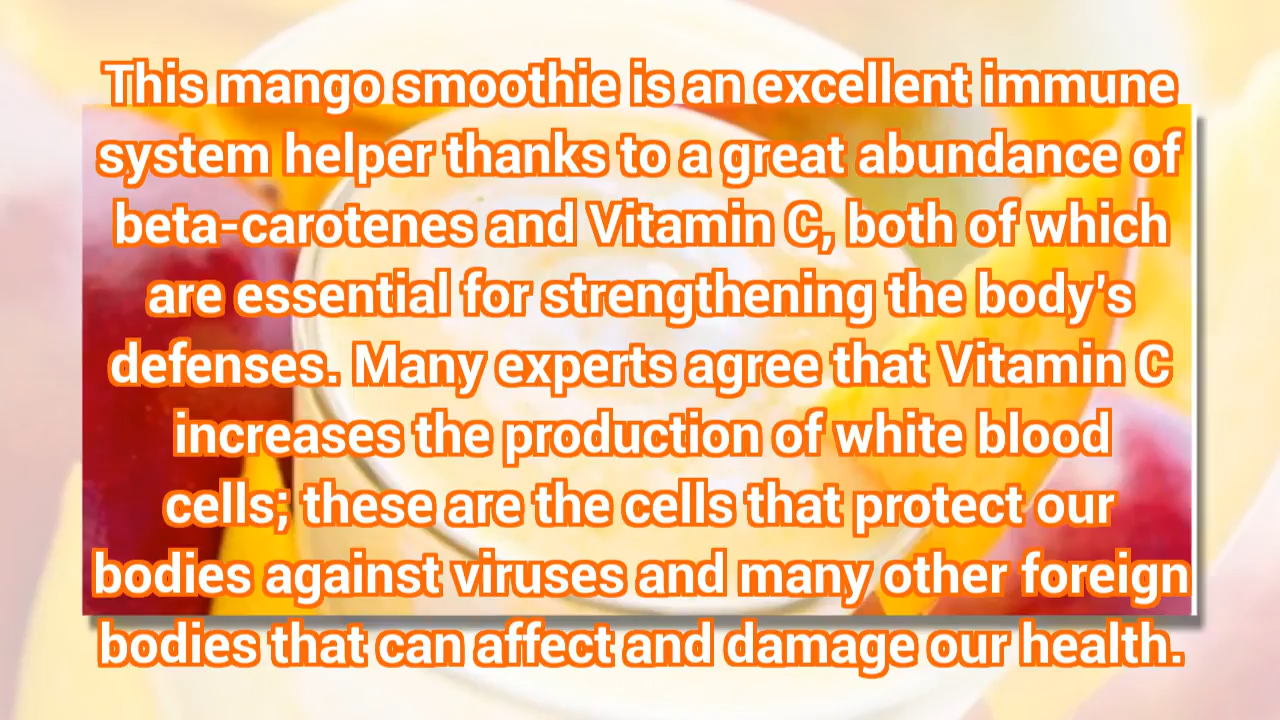 This mango smoothie is an excellent immune
system helper thanks to a great abundance of
beta-carotenes and Vitamin C, both of which
are essential for strengthening the body's
defenses. Many experts agree that Vitamin C
increases the production of white blood
cells; these are the cells that protect our
bodies against viruses and many other foreign
bodies that can affect and damage our health.